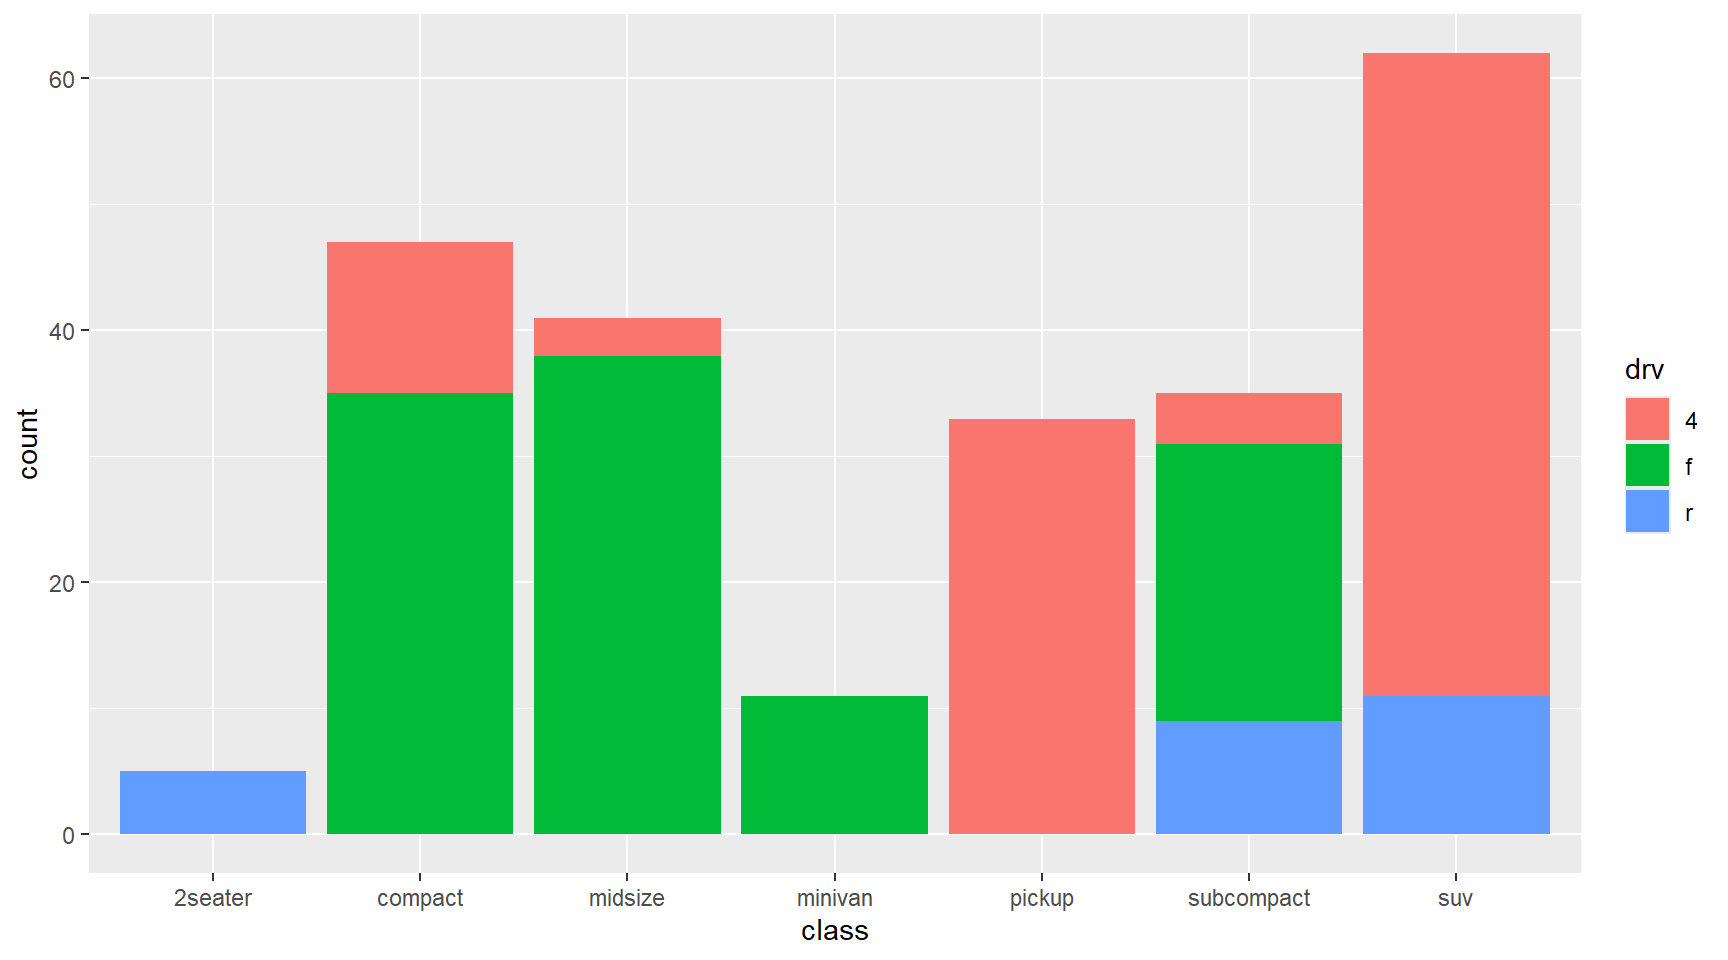 60
40
20
0
count
2seater compact midsize minivan pickup subcompact suv
class
drv
4
f
r